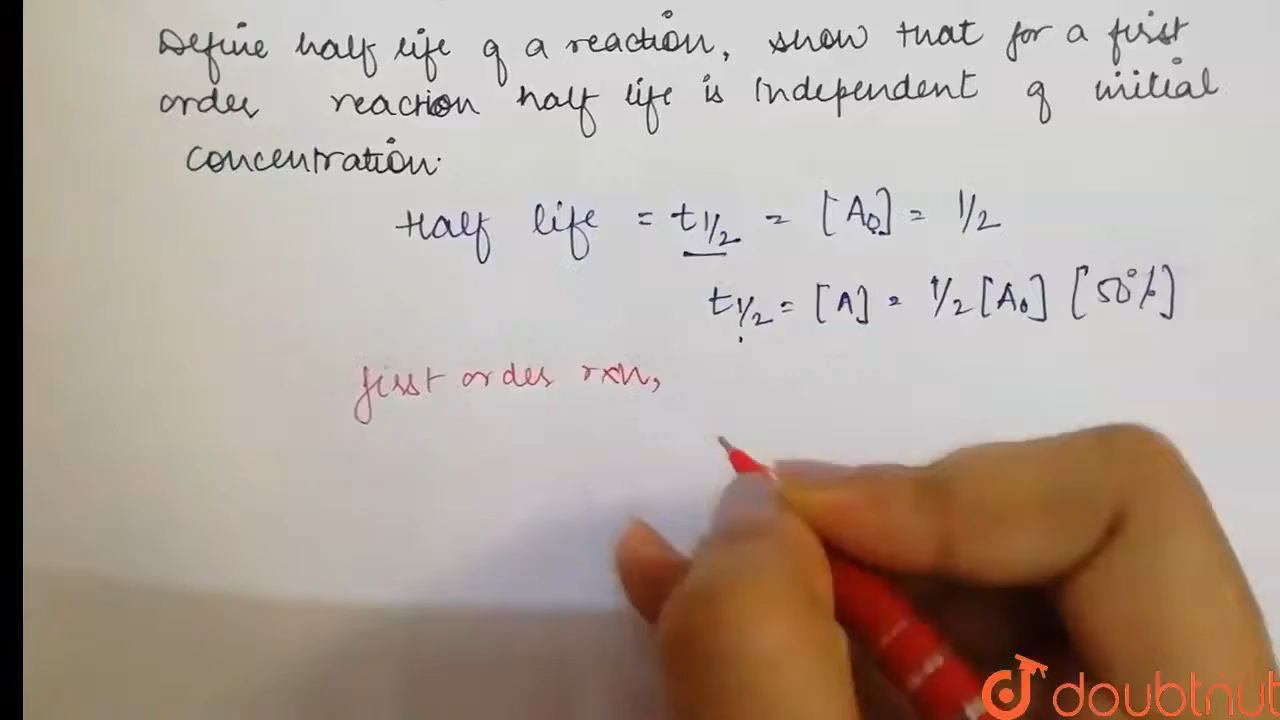 Define half life of a reaction, show that for a first
order reaction half life is independent of initial
concentration.
Half life = t1/2 = [A0] = 1/2
t1/2 = [A] = 1/2 [A0] [50%]
first order rxn,
doubtnut